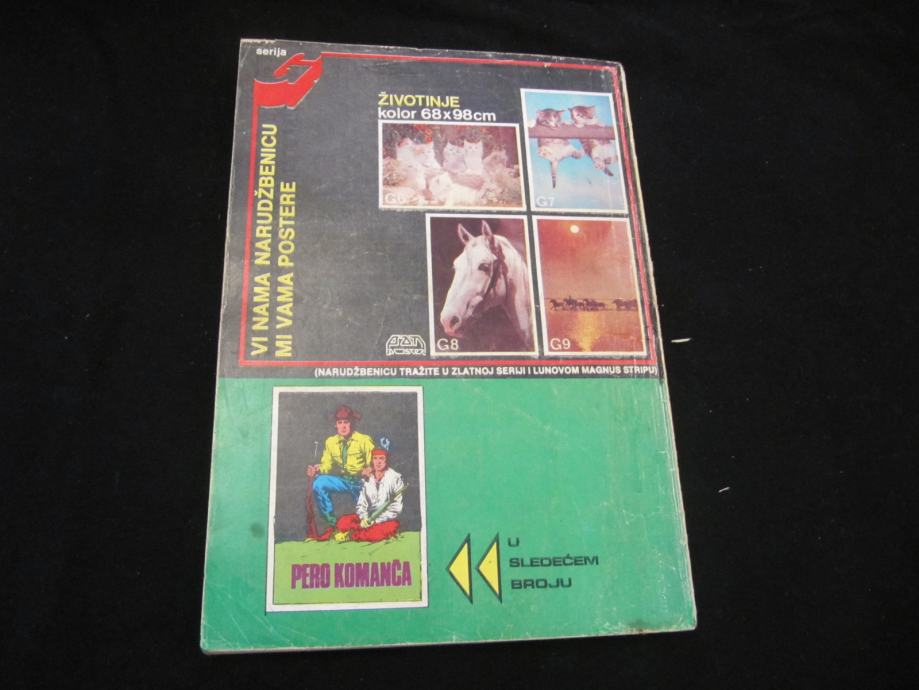 serija
ŽIVOTINJE
kolor 68x98cm
VI NAMA NARUDŽBENICU
MI VAMA POSTERE
G6
G7
G8
G9
(NARUDŽBENICU TRAŽITE U ZLATNOJ SERIJI I LUNOVOM MAGNUS STRIPU)
PERO KOMANČA
U
SLEDEĆEM
BROJU